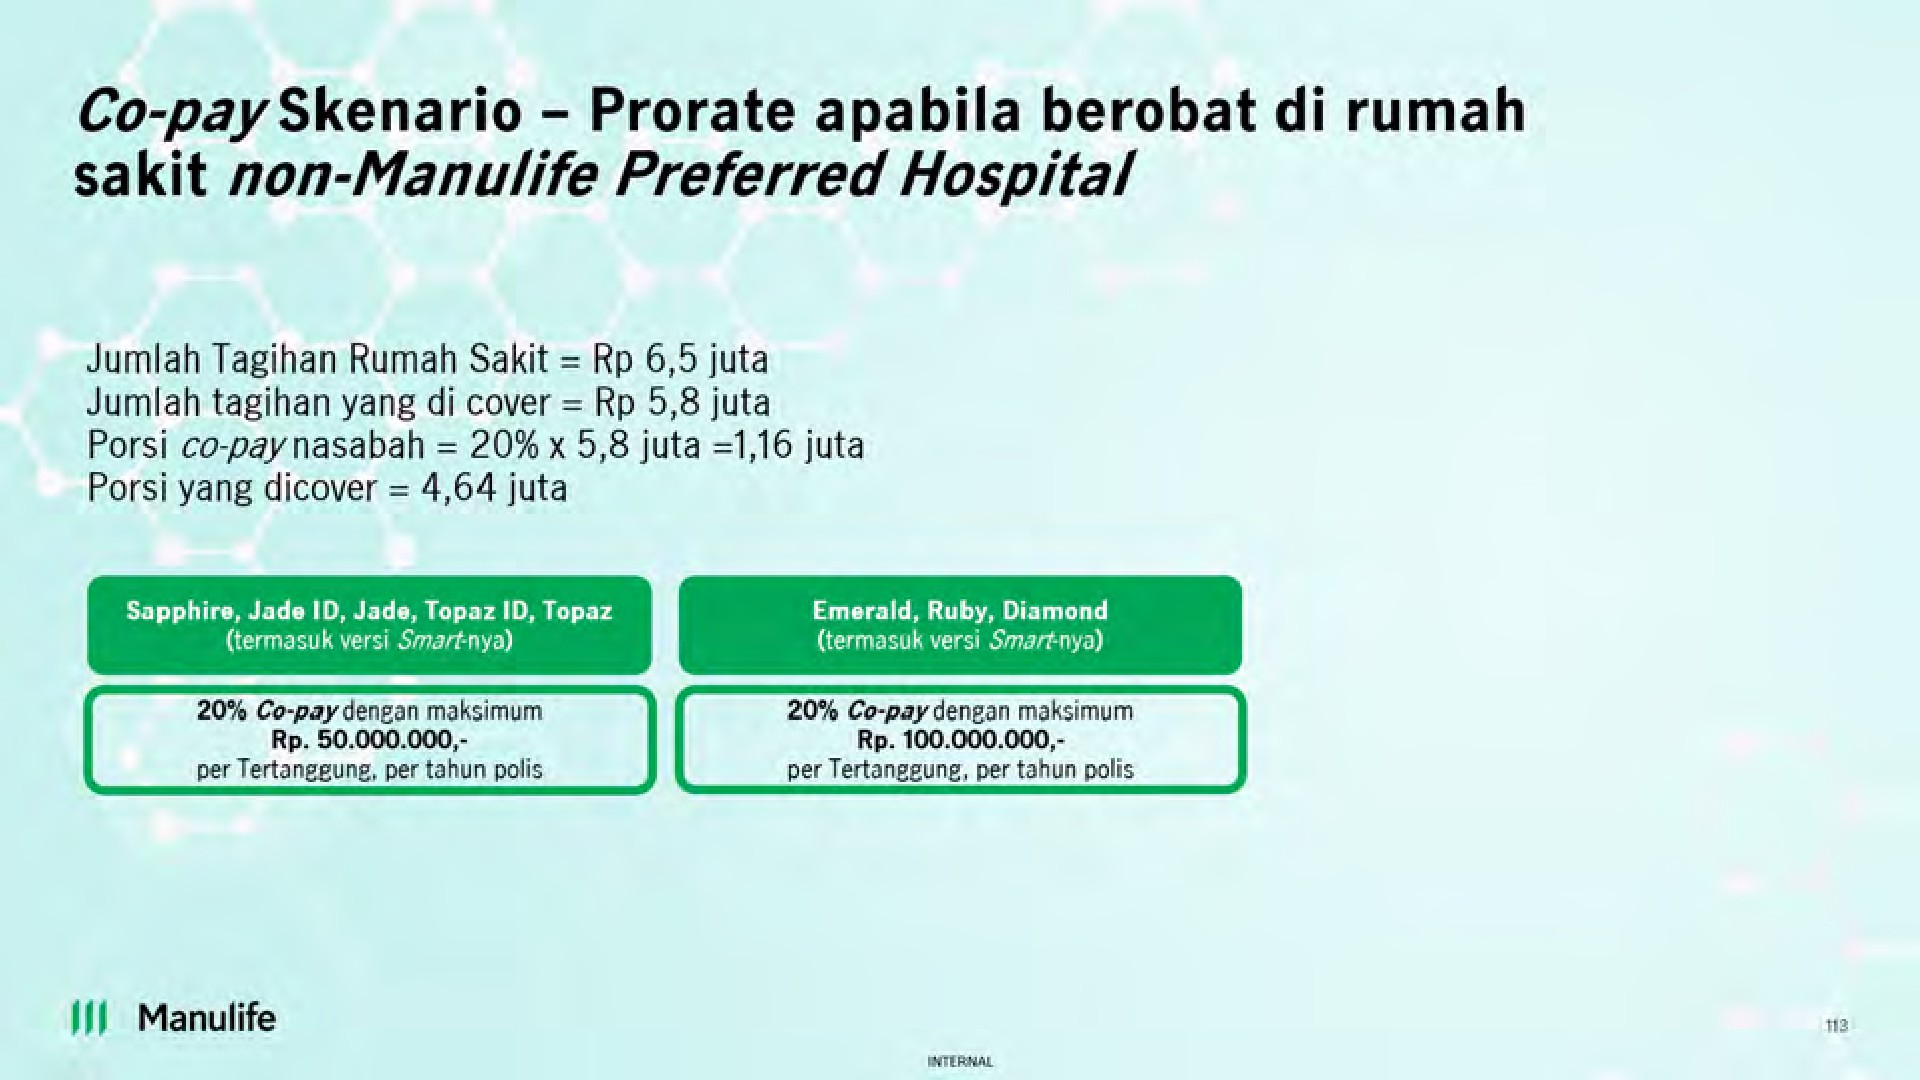 Co-pay Skenario – Prorate apabila berobat di rumah
sakit non-Manulife Preferred Hospital
Jumlah Tagihan Rumah Sakit = Rp 6,5 juta
Jumlah tagihan yang di cover = Rp 5,8 juta
Porsi co-pay nasabah = 20% x 5,8 juta =1,16 juta
Porsi yang dicover = 4,64 juta
Sapphire, Jade ID, Jade, Topaz ID, Topaz
(termasuk versi Smart-nya)
20% Co-pay dengan maksimum
Rp. 50.000.000,-
per Tertanggung, per tahun polis
Emerald, Ruby, Diamond
(termasuk versi Smart-nya)
20% Co-pay dengan maksimum
Rp. 100.000.000,-
per Tertanggung, per tahun polis
Manulife
113
INTERNAL